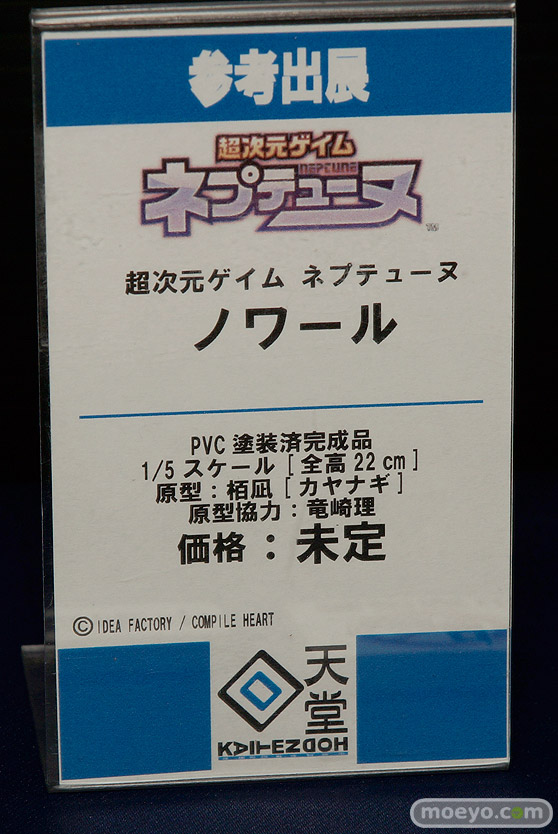 参考出展
超次元ゲイム
NEPTUNE
ネプテューヌ
TM
超次元ゲイム ネプテューヌ
ノワール
PVC 塗装済完成品
1/5 スケール [ 全高 22 cm ]
原型：栢凪 [ カヤナギ ]
原型協力：竜崎理
価格：未定
© IDEA FACTORY / COMPILE HEART
天堂
KAITENDOH
moeyo.com